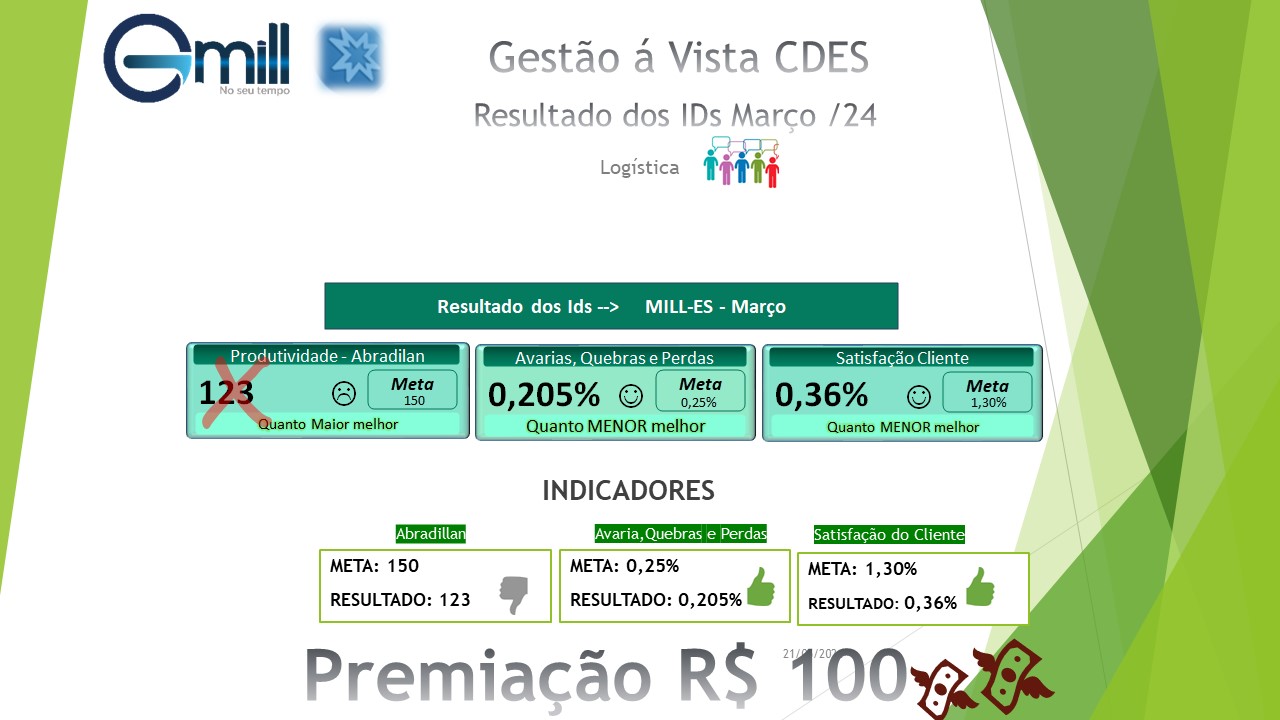 Gmill
No seu tempo
Gestão á Vista CDES
Resultado dos IDs Março /24
Logística
Resultado dos Ids --> MILL-ES - Março
Produtividade - Abradilan
123
Meta
150
Quanto Maior melhor
Avarias, Quebras e Perdas
0,205%
Meta
0,25%
Quanto MENOR melhor
Satisfação Cliente
0,36%
Meta
1,30%
Quanto MENOR melhor
INDICADORES
Abradillan
META: 150
RESULTADO: 123
Avaria,Quebras e Perdas
META: 0,25%
RESULTADO: 0,205%
Satisfação do Cliente
META: 1,30%
RESULTADO: 0,36%
Premiação R$ 100